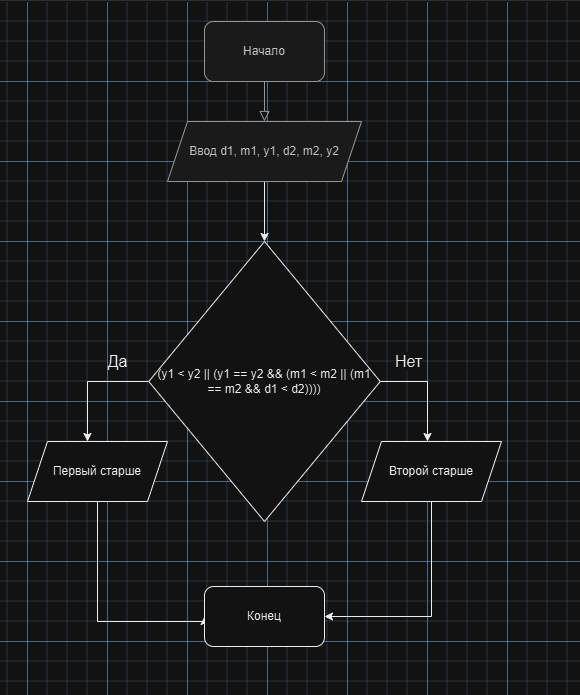 Начало
Ввод d1, m1, y1, d2, m2, y2
Да
Нет
(y1 < y2 || (y1 == y2 && (m1 < m2 || (m1
== m2 && d1 < d2))))
Первый старше
Второй старше
Конец